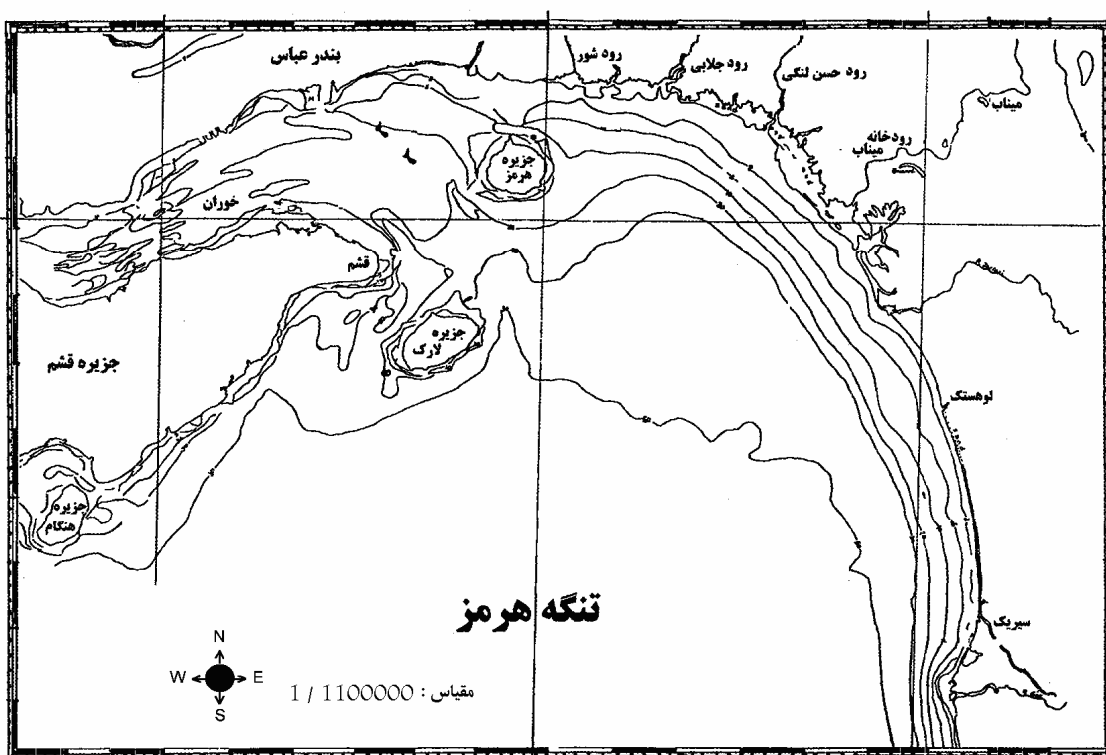 بندر عباس
رود شور
رود جلابی
رود حسن لنگی
میناب
رودخانه
میناب
جزیره
هرمز
خوران
قشم
جزیره
لارک
جزیره قشم
لوهستک
جزیره
هنگام
تنگه هرمز
سیریک
N
W E
S
مقیاس : 1 / 1100000